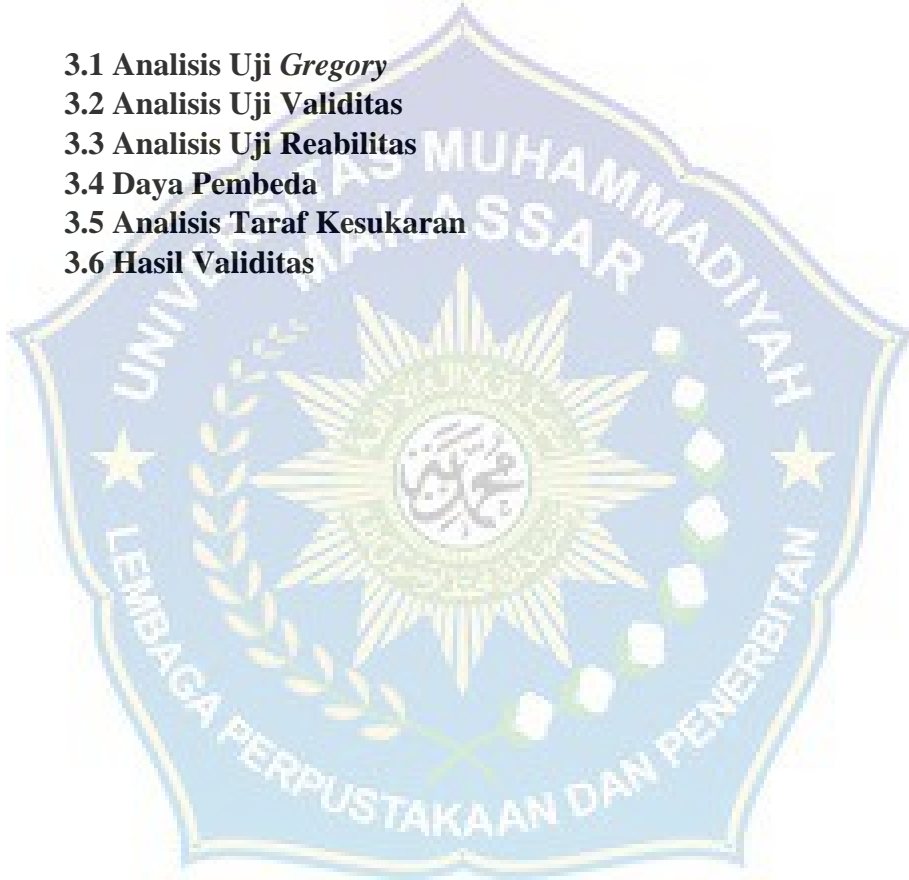 3.1 Analisis Uji Gregory
3.2 Analisis Uji Validitas
3.3 Analisis Uji Reabilitas
3.4 Daya Pembeda
3.5 Analisis Taraf Kesukaran
3.6 Hasil Validitas
UNIVERSITAS MUHAMMADIYAH
MAKASSAR
LEMBAGA PERPUSTAKAAN DAN PENERBITAN